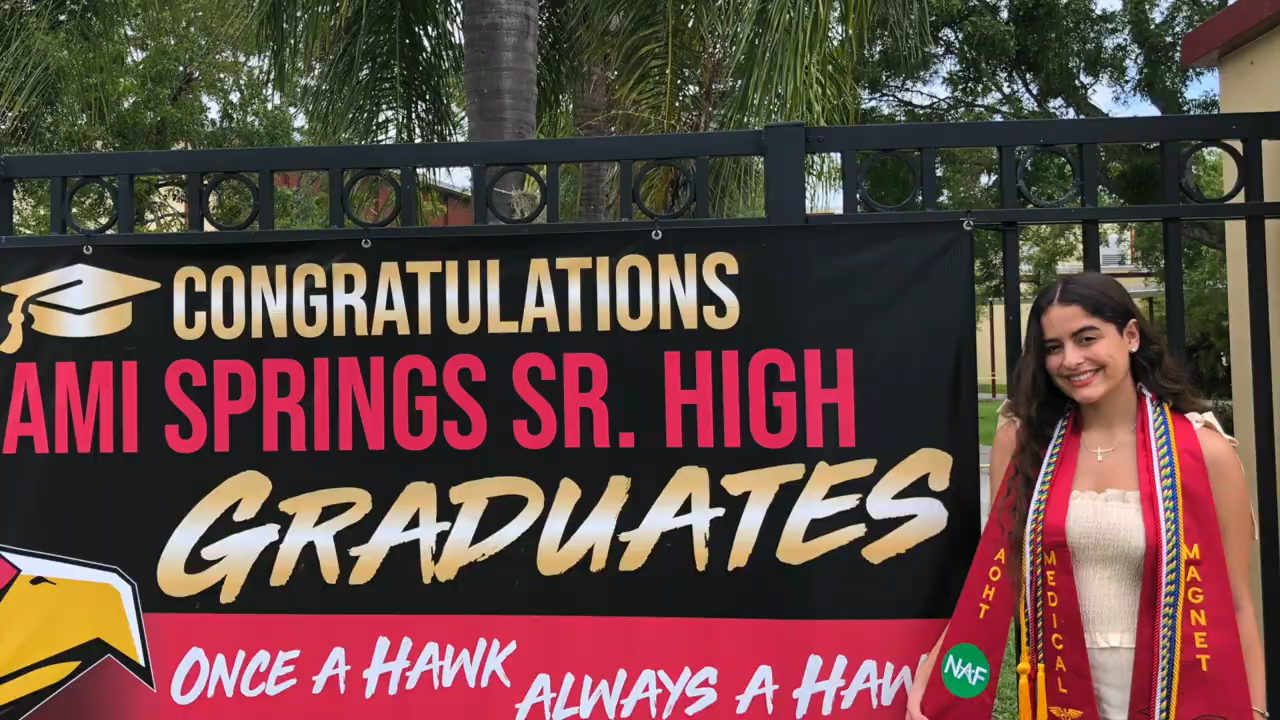 CONGRATULATIONS
AMI SPRINGS SR. HIGH
GRADUATES
ONCE A HAWK
ALWAYS A HAW
AOHT
NAF
MEDICAL
MAGNET